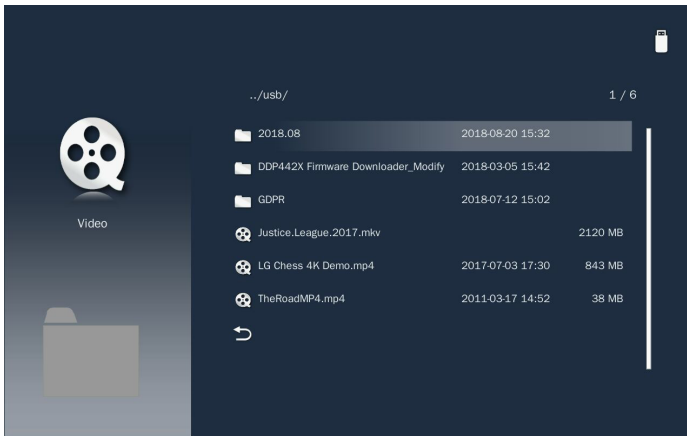 ../usb/ 1 / 6
2018.08 2018-08-20 15:32
DDP442X Firmware Downloader_Modify 2018-03-05 15:42
GDPR 2018-07-12 15:02
Video
Justice.League.2017.mkv 2120 MB
LG Chess 4K Demo.mp4 2017-07-03 17:30 843 MB
TheRoadMP4.mp4 2011-03-17 14:52 38 MB